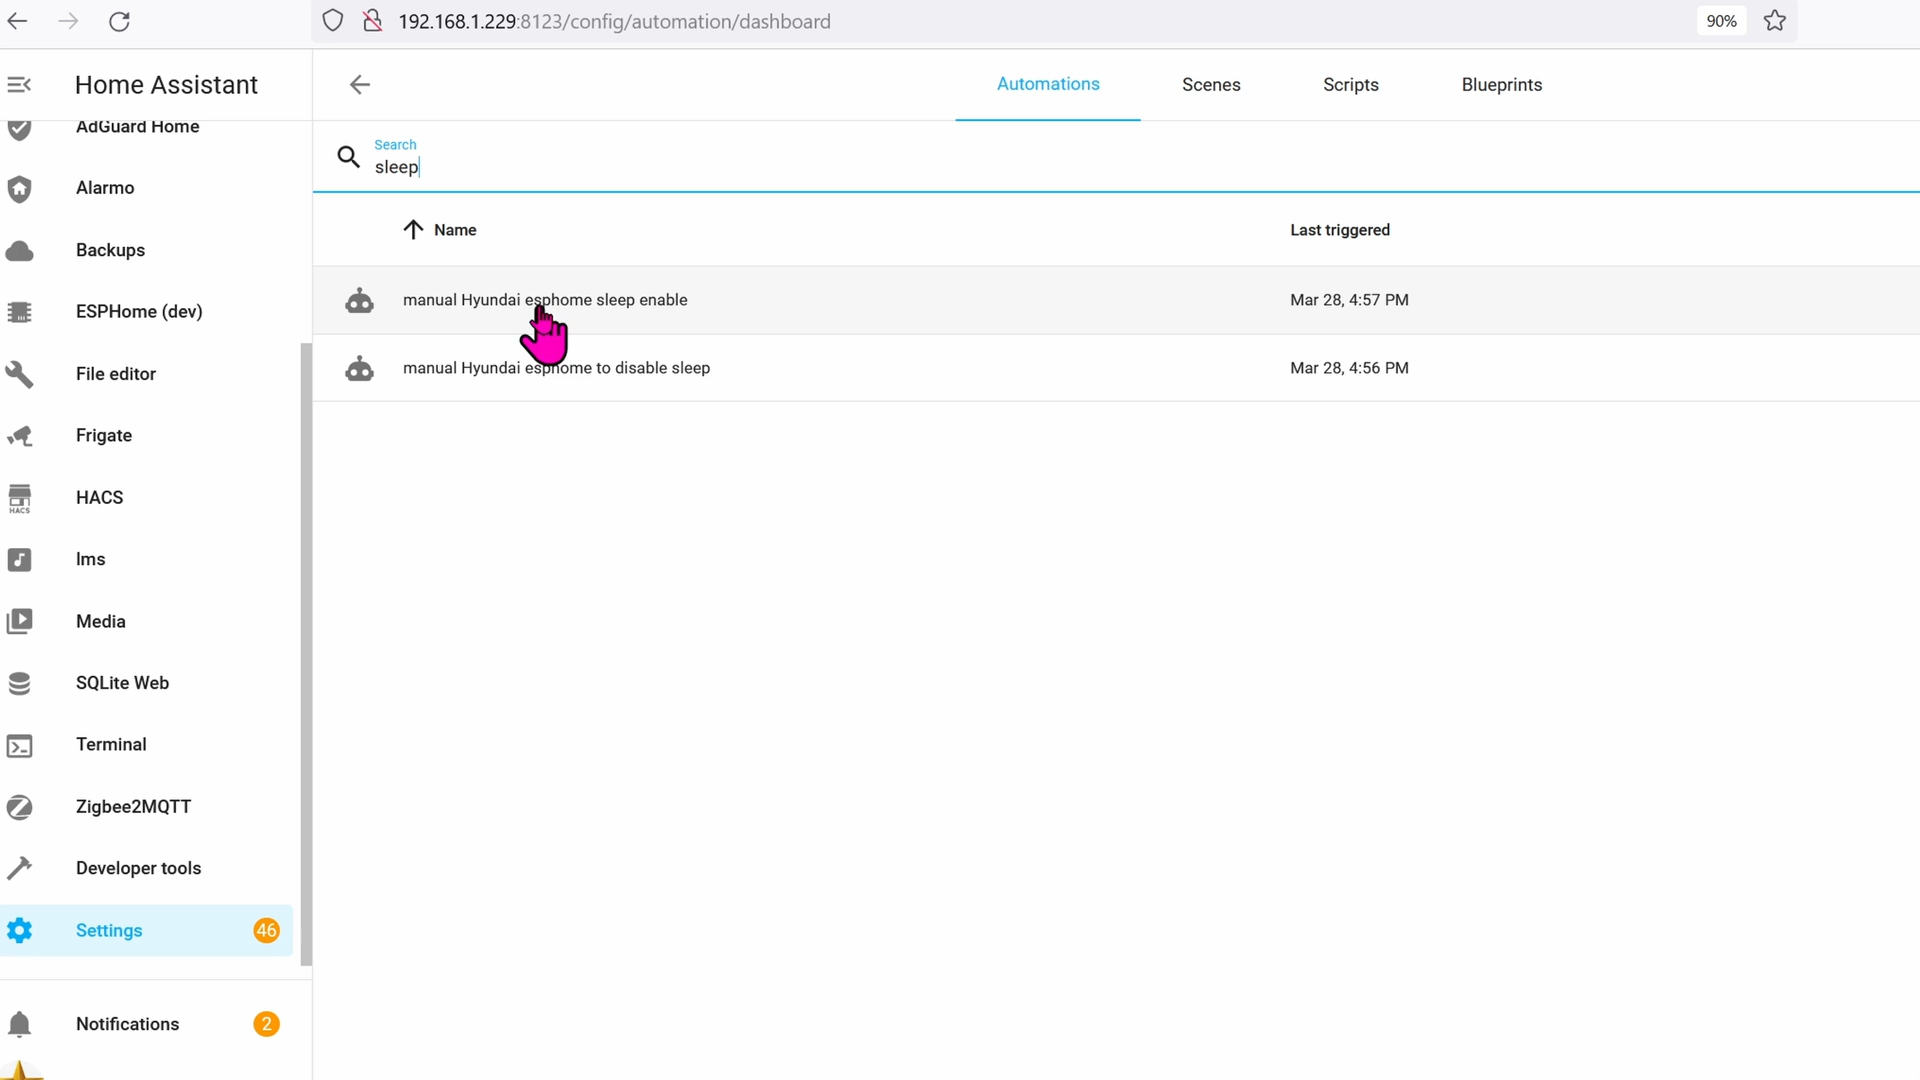 192.168.1.229:8123/config/automation/dashboard
90%
Home Assistant
Automations
Scenes
Scripts
Blueprints
AdGuard Home
Alarmo
Backups
ESPHome (dev)
File editor
Frigate
HACS
HACS
lms
Media
SQLite Web
Terminal
Zigbee2MQTT
Developer tools
Settings
46
Notifications
2
Search
sleep
Name
Last triggered
manual Hyundai esphome sleep enable
Mar 28, 4:57 PM
manual Hyundai esphome to disable sleep
Mar 28, 4:56 PM